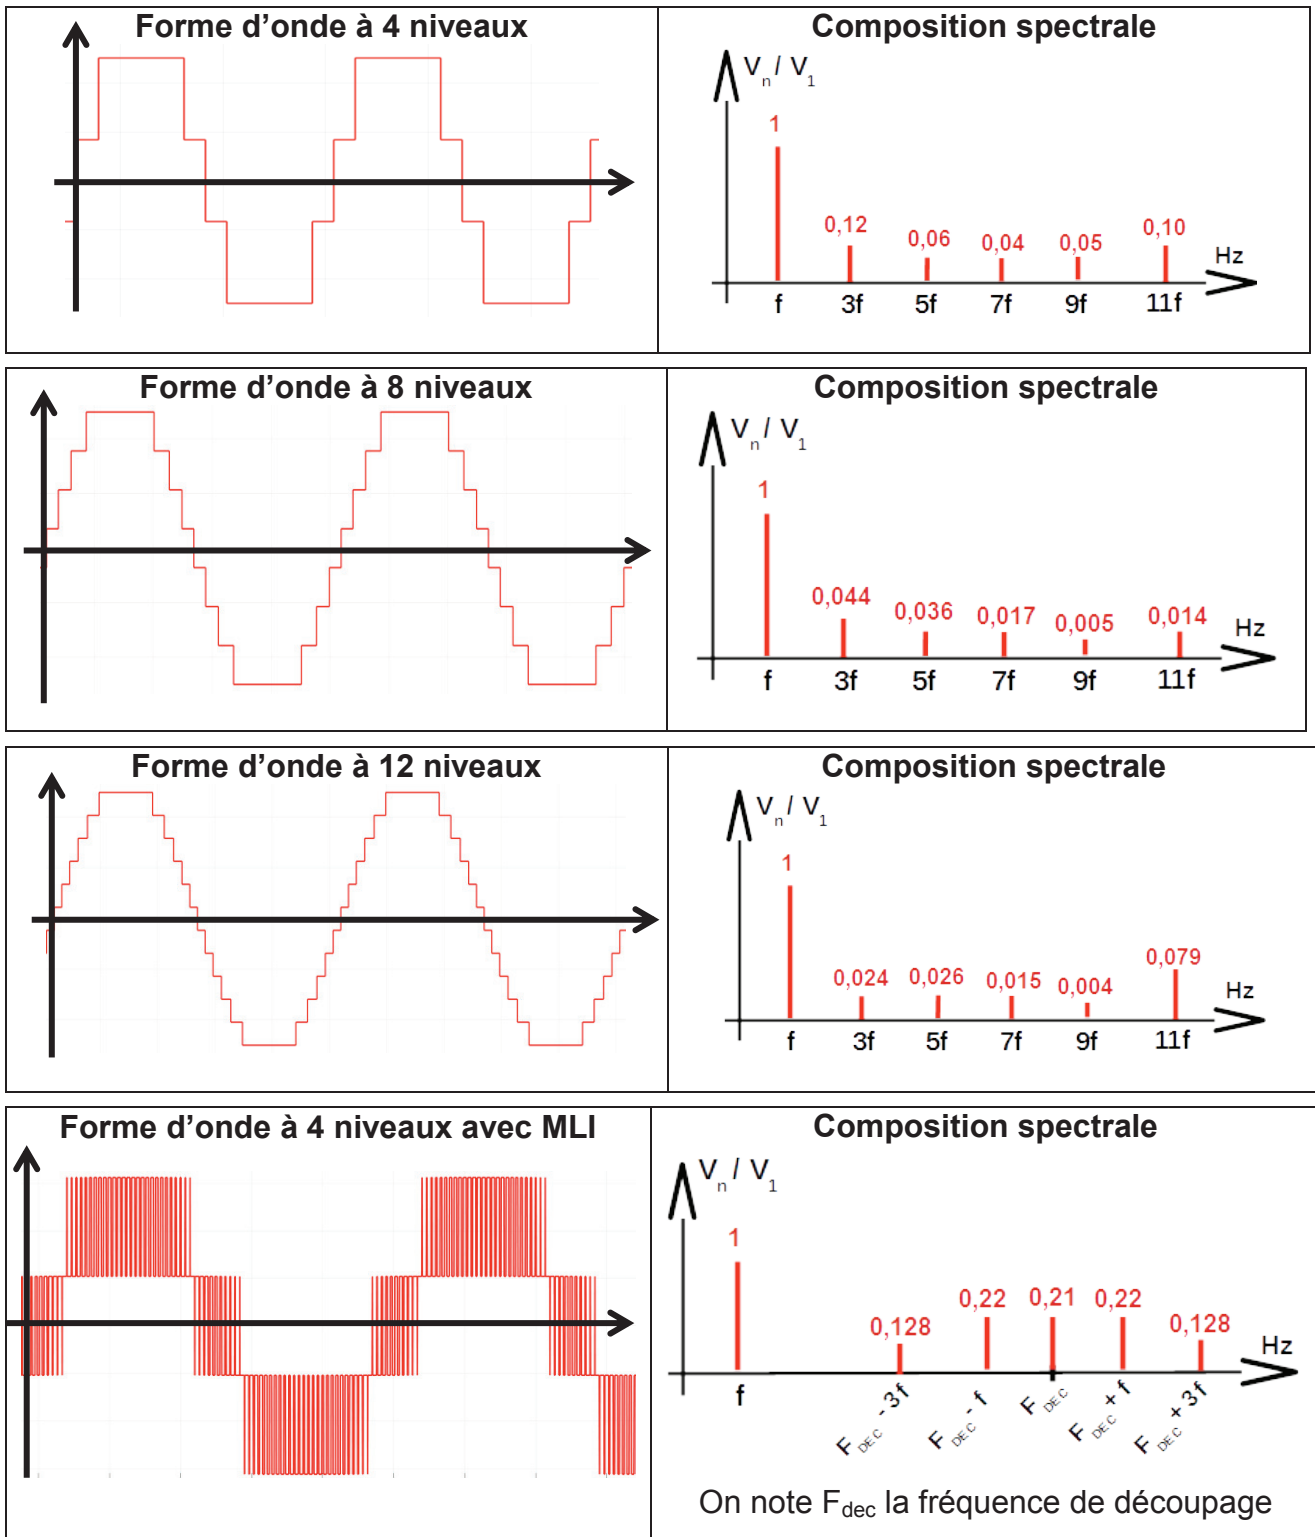 Forme d'onde à 4 niveaux
Composition spectrale
Vn / V1
1
0,12
0,06
0,04
0,05
0,10
Hz
f
3f
5f
7f
9f
11f
Forme d'onde à 8 niveaux
Composition spectrale
Vn / V1
1
0,044
0,036
0,017
0,005
0,014
Hz
f
3f
5f
7f
9f
11f
Forme d'onde à 12 niveaux
Composition spectrale
Vn / V1
1
0,024
0,026
0,015
0,004
0,079
Hz
f
3f
5f
7f
9f
11f
Forme d'onde à 4 niveaux avec MLI
Composition spectrale
Vn / V1
1
0,128
0,22
0,21
0,22
0,128
Hz
f
FDEC - 3f
FDEC - f
FDEC
FDEC + f
FDEC + 3f
On note Fdec la fréquence de découpage